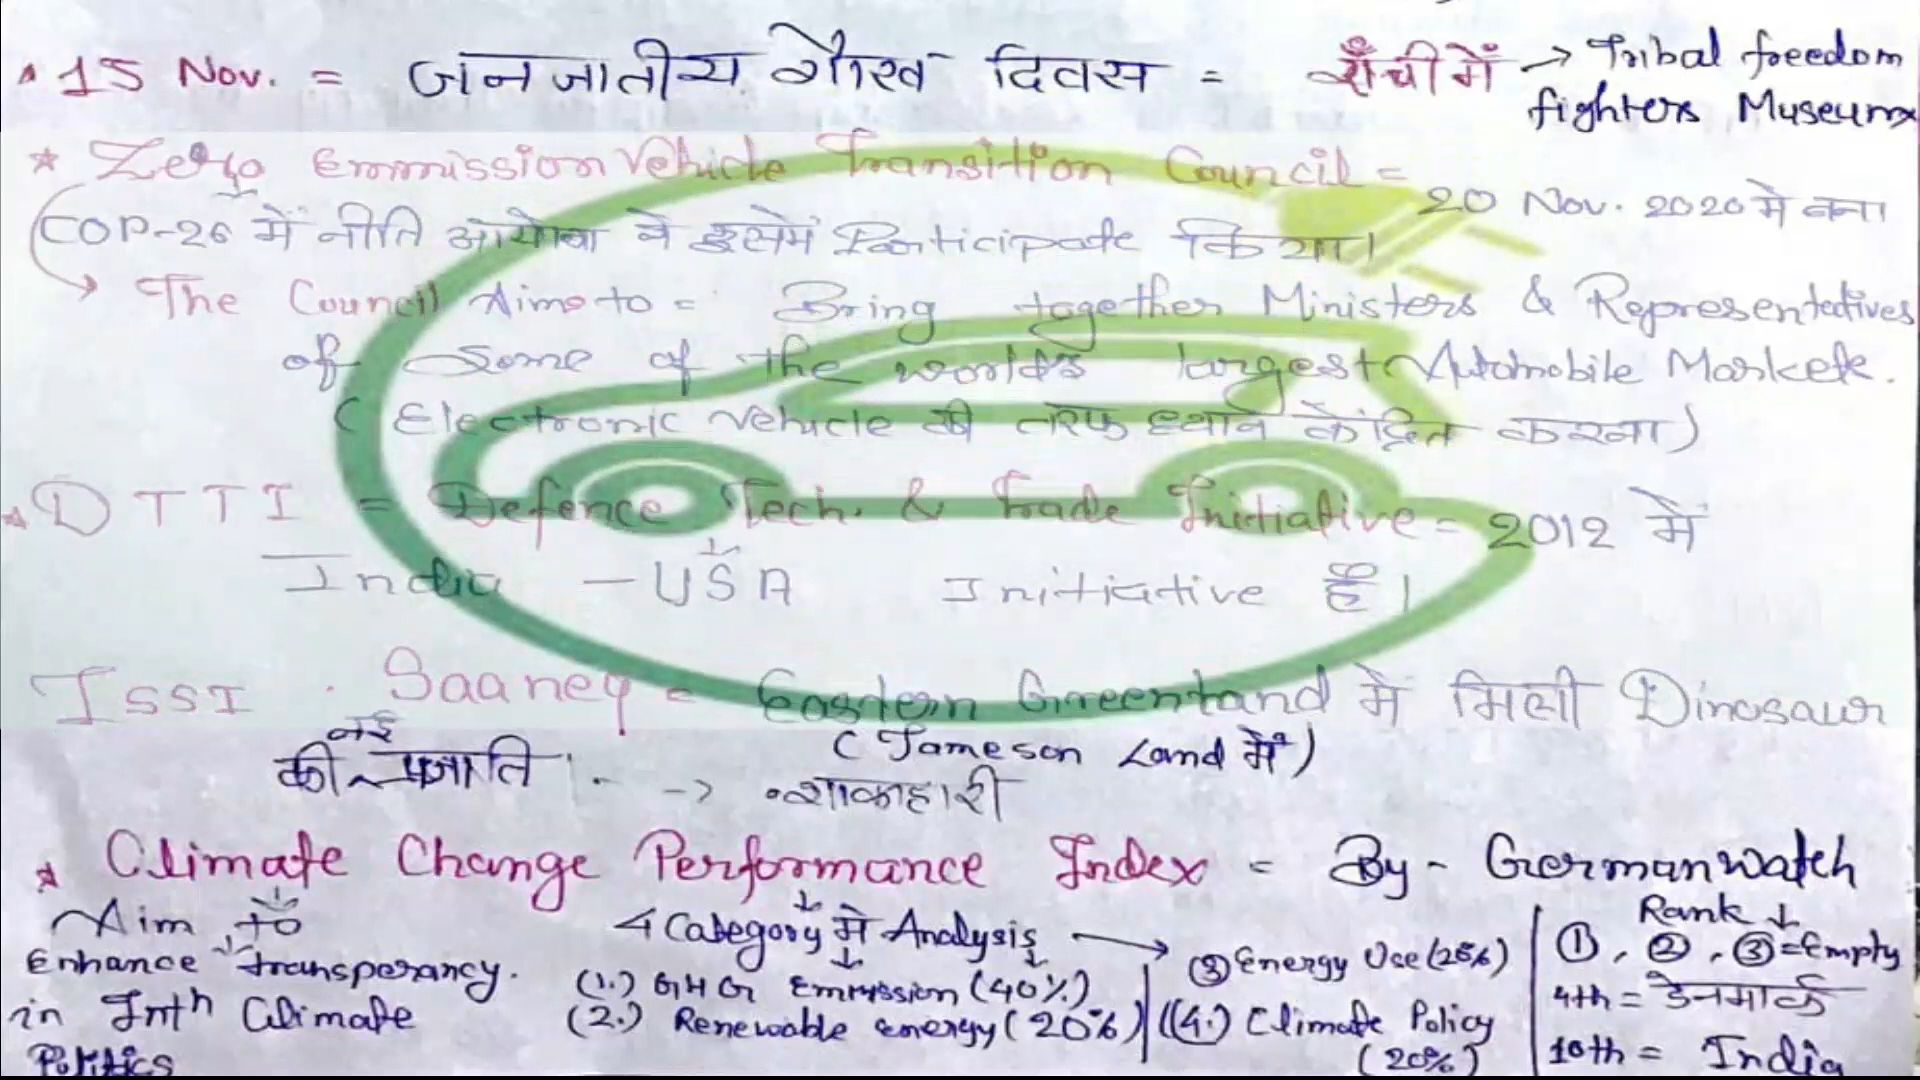 15 Nov. = जनजातीय गौरव दिवस = राँची में → Tribal freedom
fighters Museum
* Zero Emmission Vehicle Transition Council =
20 Nov. 2020 में बना
COP-26 में नीति आयोग ने इसमें Participate किया।
→ The Council Aims to = Bring together Ministers & Representatives
of Some of the world's largest Automobile Markets.
( Electronic Vehicle की तरफ ध्यान केंद्रित करना)
DTTI = Defence Tech. & Trade Initiative = 2012 में
India - USA Initiative है।
ISSI Saaneq = Eastern Greenland में मिली Dinosaur
की नई प्रजाति। (Jameson Land में)
-> • शाकाहारी
* Climate Change Performance Index = By - Germanwatch
Aim to
Enhance transperancy.
in Intn Climate
Politics
4 Category में Analysis →
(1.) GHG Emmission (40%)
(2.) Renewable energy (20%)
(3) Energy Use (20%)
(4.) Climate Policy
(20%)
Rank ↓
①, ②, ③ = Empty
4th = डेनमार्क
10th = India